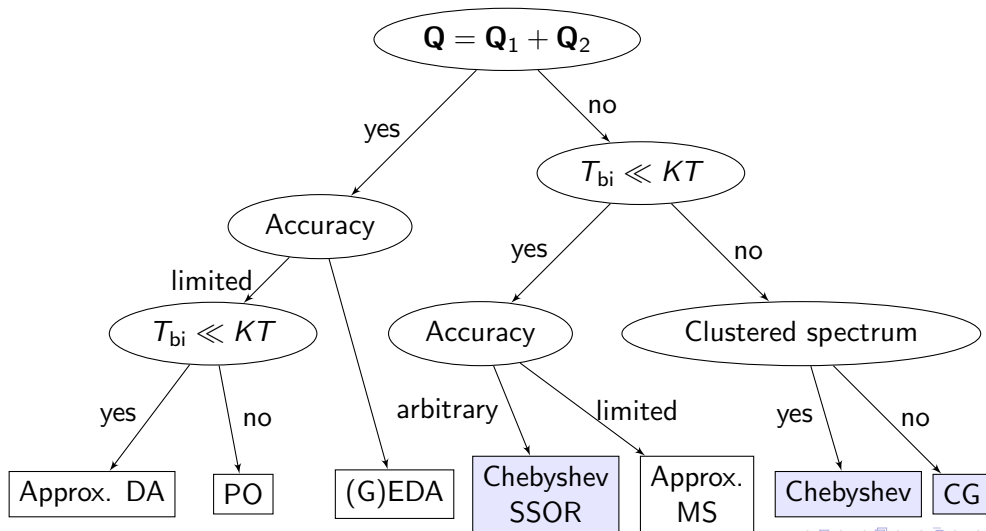 𝐐 = 𝐐₁ + 𝐐₂
yes
no
T_bi ≪ KT
Accuracy
yes
no
limited
T_bi ≪ KT
Accuracy
Clustered spectrum
yes
no
arbitrary
limited
yes
no
Approx. DA
PO
(G)EDA
Chebyshev
SSOR
Approx.
MS
Chebyshev
CG